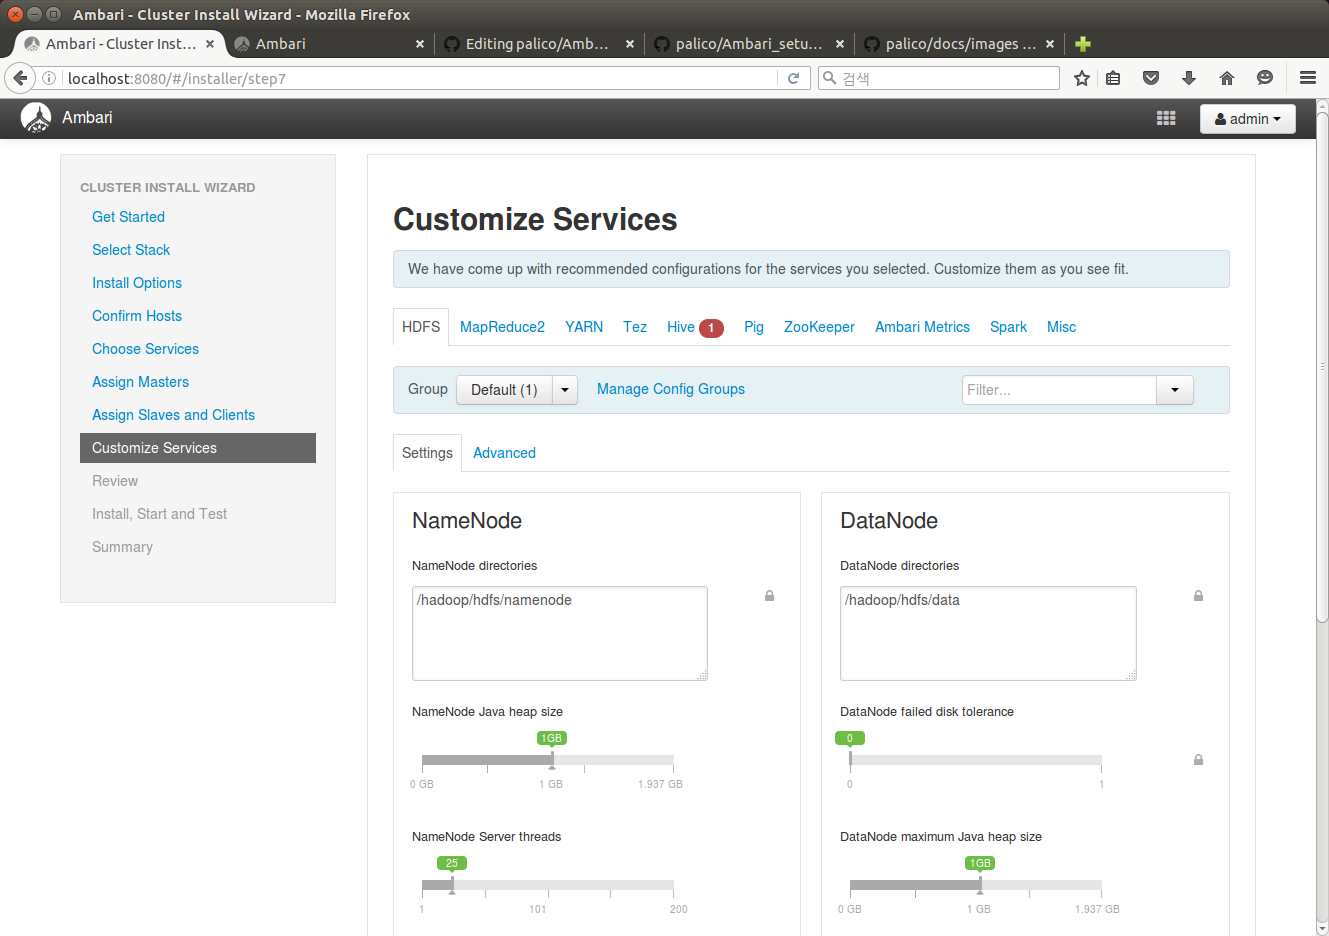 Ambari - Cluster Install Wizard - Mozilla Firefox
Ambari - Cluster Inst...
Ambari
Editing palico/Amb...
palico/Ambari_setu...
palico/docs/images ...
localhost:8080/#/installer/step7
검색
Ambari
admin
CLUSTER INSTALL WIZARD
Get Started
Select Stack
Install Options
Confirm Hosts
Choose Services
Assign Masters
Assign Slaves and Clients
Customize Services
Review
Install, Start and Test
Summary
Customize Services
We have come up with recommended configurations for the services you selected. Customize them as you see fit.
HDFS MapReduce2 YARN Tez Hive 1 Pig ZooKeeper Ambari Metrics Spark Misc
Group Default (1) Manage Config Groups Filter...
Settings Advanced
NameNode
NameNode directories
/hadoop/hdfs/namenode
NameNode Java heap size
1GB
0 GB 1 GB 1.937 GB
NameNode Server threads
25
1 101 200
DataNode
DataNode directories
/hadoop/hdfs/data
DataNode failed disk tolerance
0
0 1
DataNode maximum Java heap size
1GB
0 GB 1 GB 1.937 GB